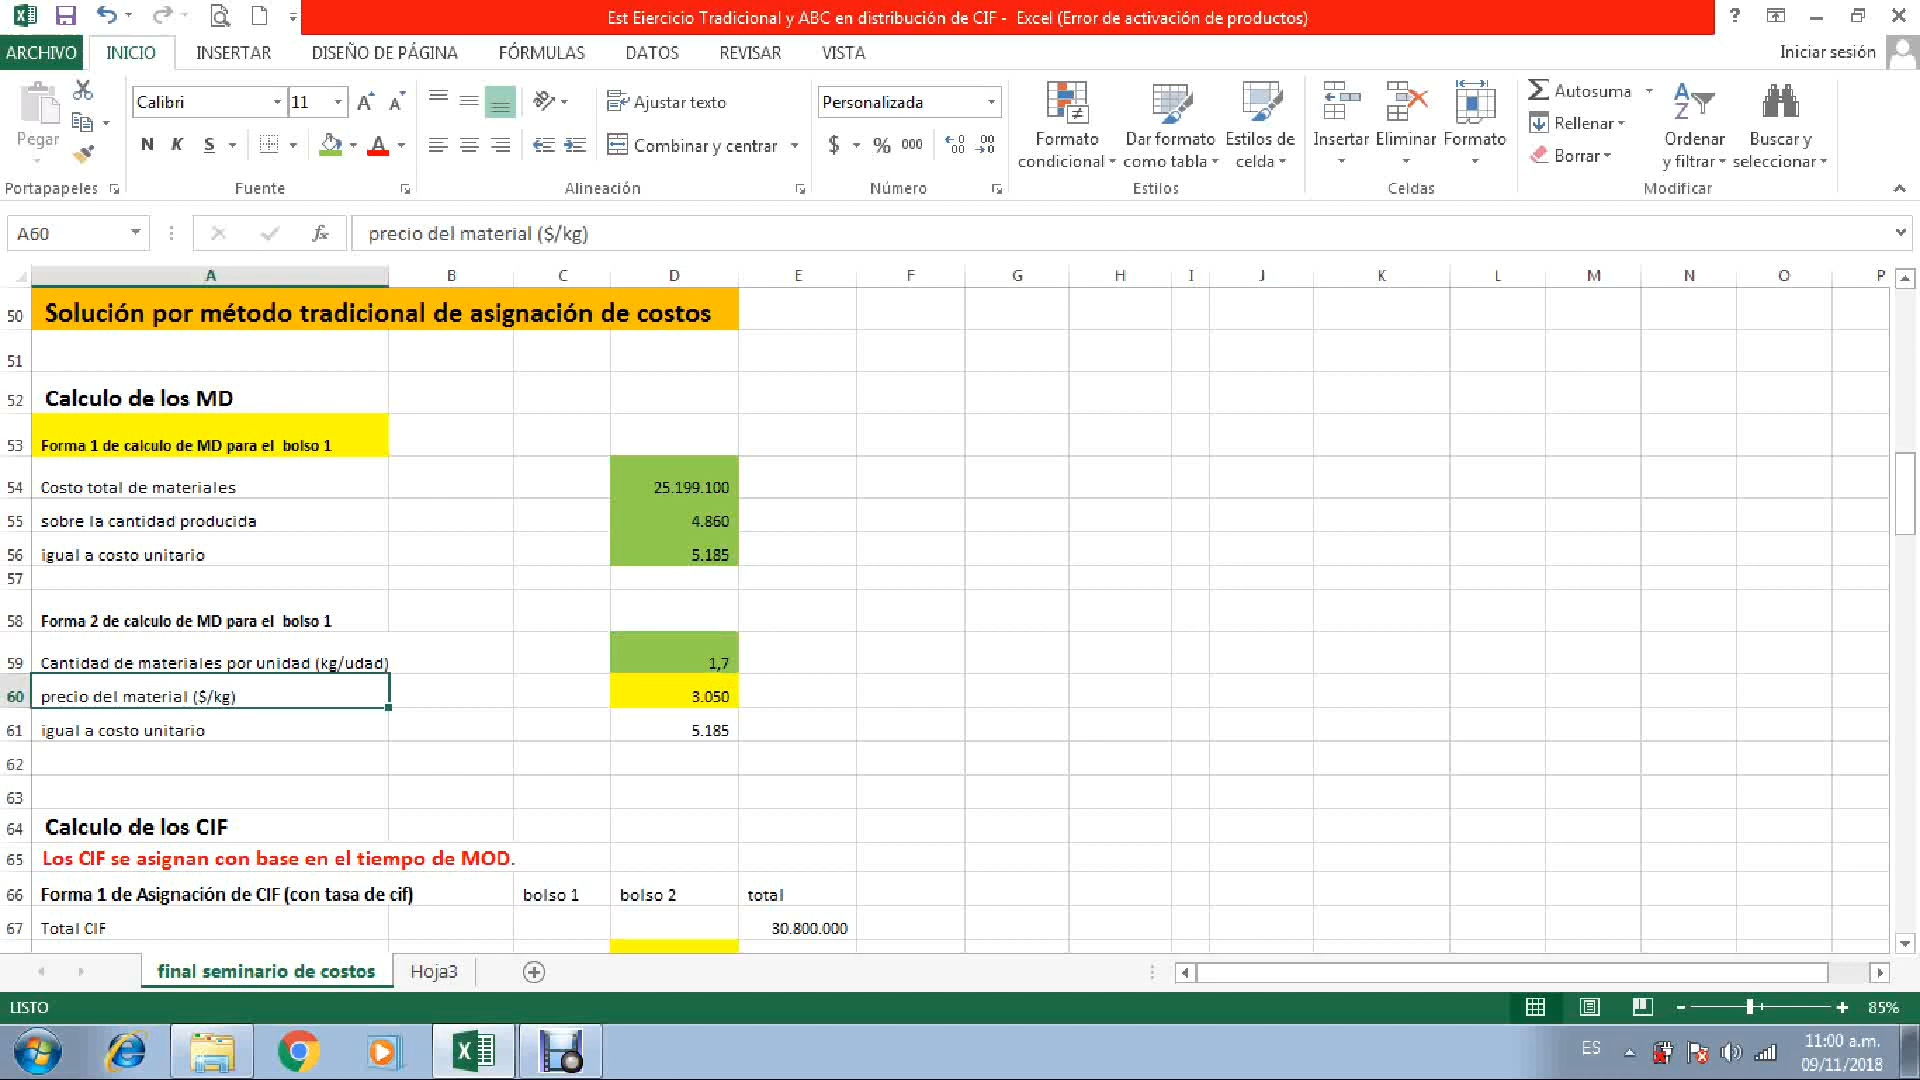 Est Ejercicio Tradicional y ABC en distribución de CIF - Excel (Error de activación de productos)
?
ARCHIVO INICIO INSERTAR DISEÑO DE PÁGINA FÓRMULAS DATOS REVISAR VISTA Iniciar sesión
Calibri 11 Ajustar texto Personalizada Autosuma
Pegar N K S Combinar y centrar $ % 000 Formato condicional Dar formato como tabla Estilos de celda Insertar Eliminar Formato Rellenar Borrar Ordenar y filtrar Buscar y seleccionar
Portapapeles Fuente Alineación Número Estilos Celdas Modificar
A60 fx precio del material ($/kg)
A B C D E F G H I J K L M N O P
50 Solución por método tradicional de asignación de costos
51
52 Calculo de los MD
53 Forma 1 de calculo de MD para el bolso 1
54 Costo total de materiales 25.199.100
55 sobre la cantidad producida 4.860
56 igual a costo unitario 5.185
57
58 Forma 2 de calculo de MD para el bolso 1
59 Cantidad de materiales por unidad (kg/udad) 1,7
60 precio del material ($/kg) 3.050
61 igual a costo unitario 5.185
62
63
64 Calculo de los CIF
65 Los CIF se asignan con base en el tiempo de MOD.
66 Forma 1 de Asignación de CIF (con tasa de cif) bolso 1 bolso 2 total
67 Total CIF 30.800.000
final seminario de costos Hoja3
LISTO 85%
ES 11:00 a.m.
09/11/2018